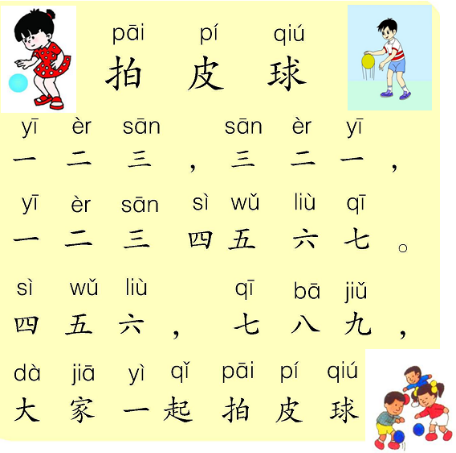 pāi pí qiú
拍 皮 球
yī èr sān sān èr yī
一 二 三 ， 三 二 一 ，
yī èr sān sì wǔ liù qī
一 二 三 四 五 六 七 。
sì wǔ liù qī bā jiǔ
四 五 六 ， 七 八 九 ，
dà jiā yì qǐ pāi pí qiú
大 家 一 起 拍 皮 球